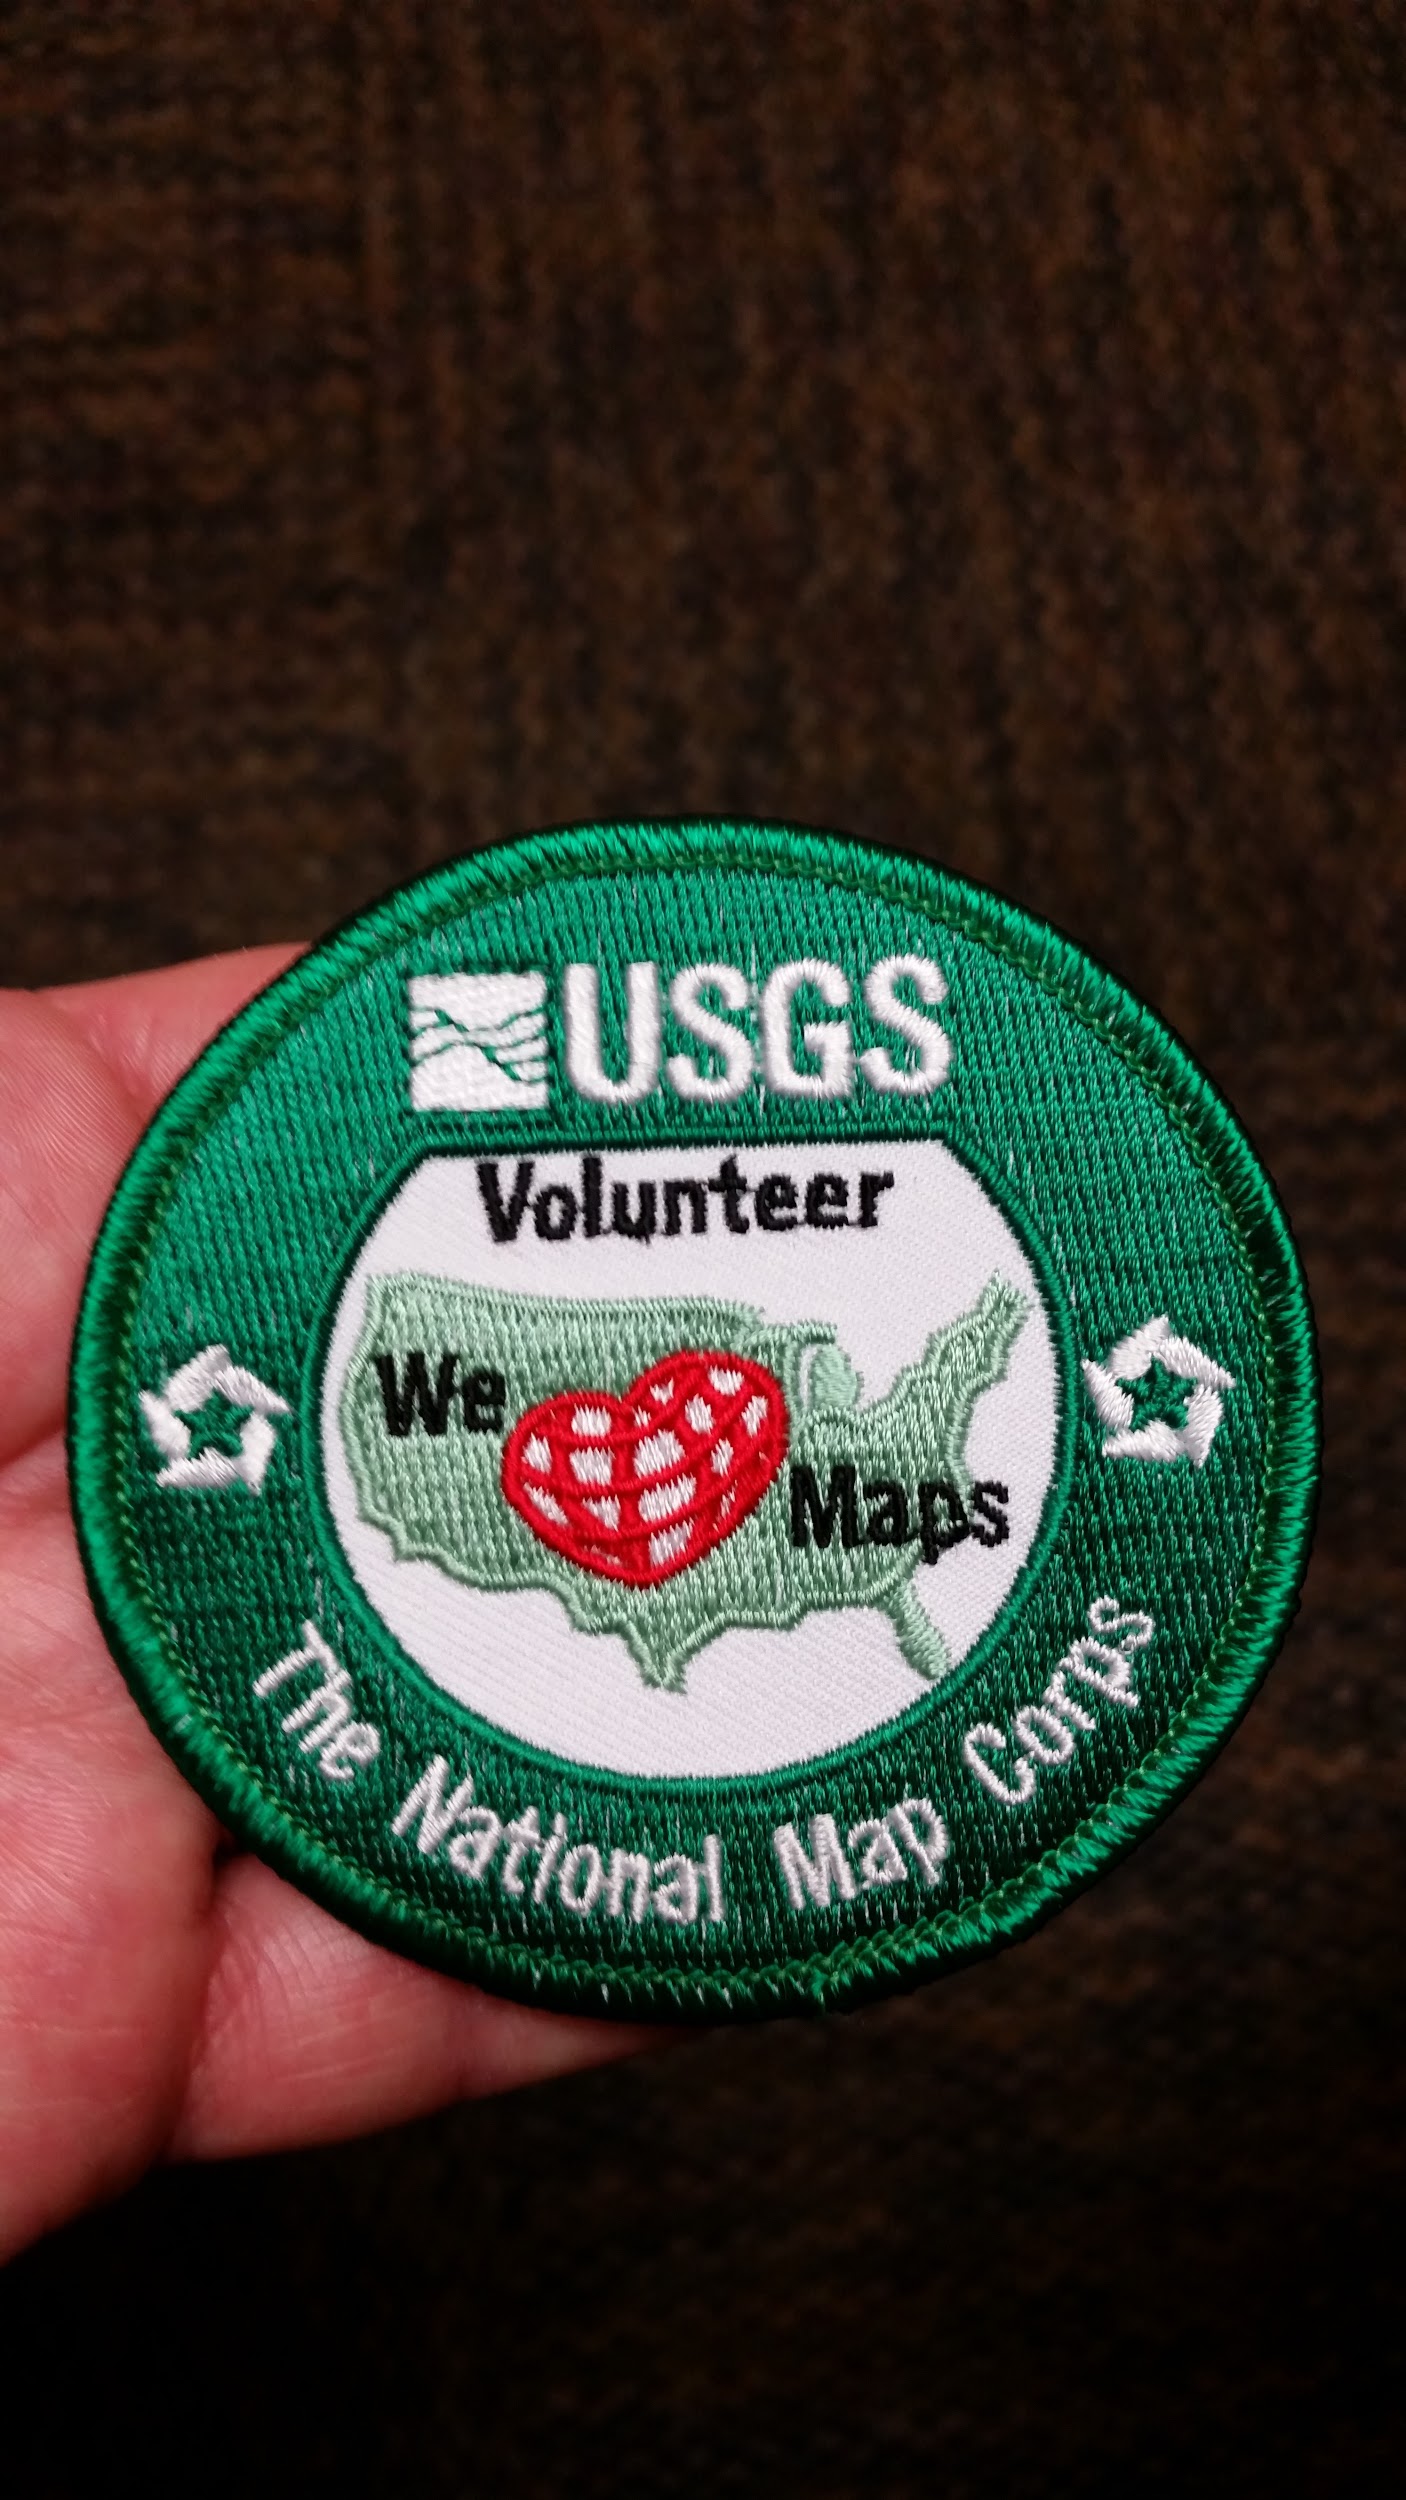 USGS
Volunteer
We
Maps
The National Map Corps